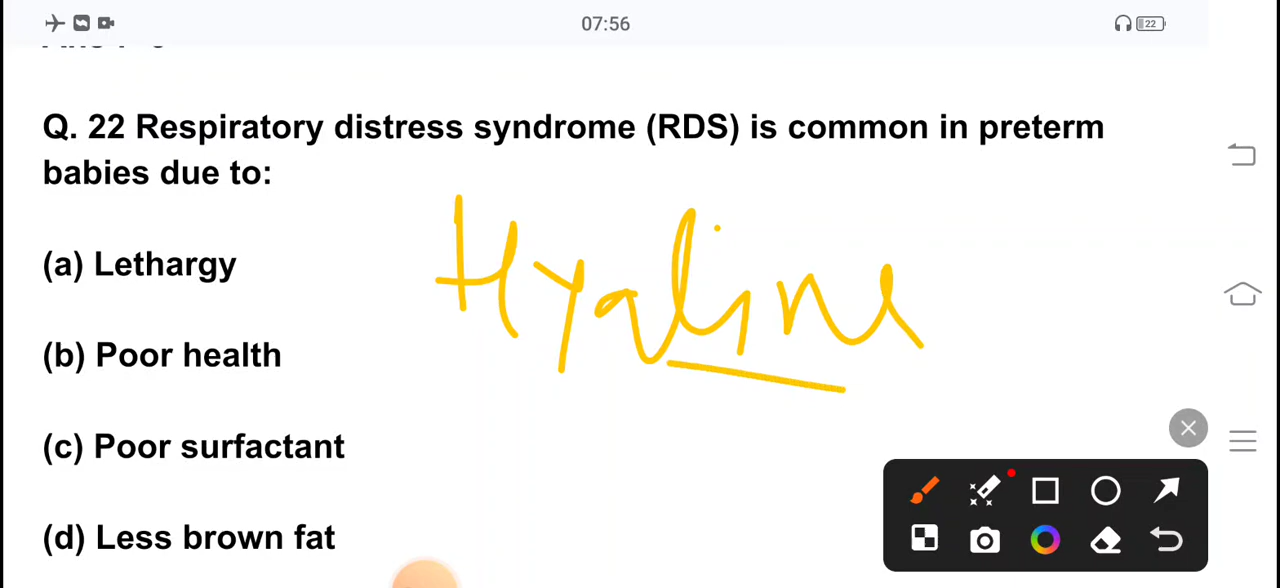 07:56
22
Q. 22 Respiratory distress syndrome (RDS) is common in preterm
babies due to:
Hyaline
(a) Lethargy
(b) Poor health
(c) Poor surfactant
(d) Less brown fat